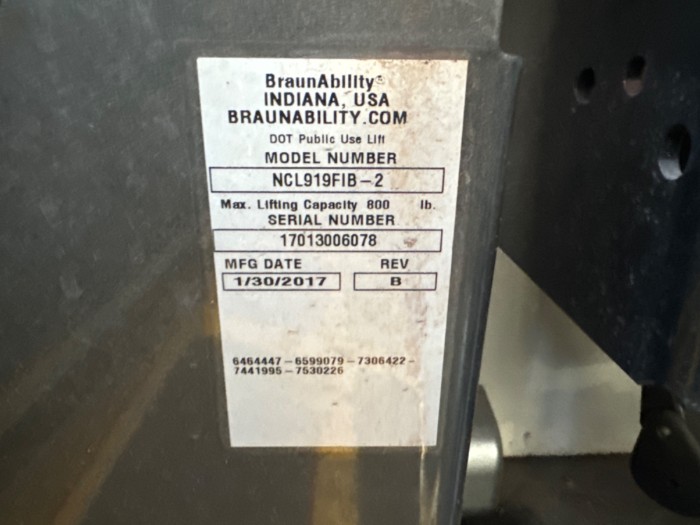 BraunAbility®
INDIANA, USA
BRAUNABILITY.COM
DOT Public Use Lift
MODEL NUMBER
NCL919FIB-2
Max. Lifting Capacity 800 lb.
SERIAL NUMBER
17013006078
MFG DATE REV
1/30/2017 B
6464447-6599079-7306422-
7441995-7530226